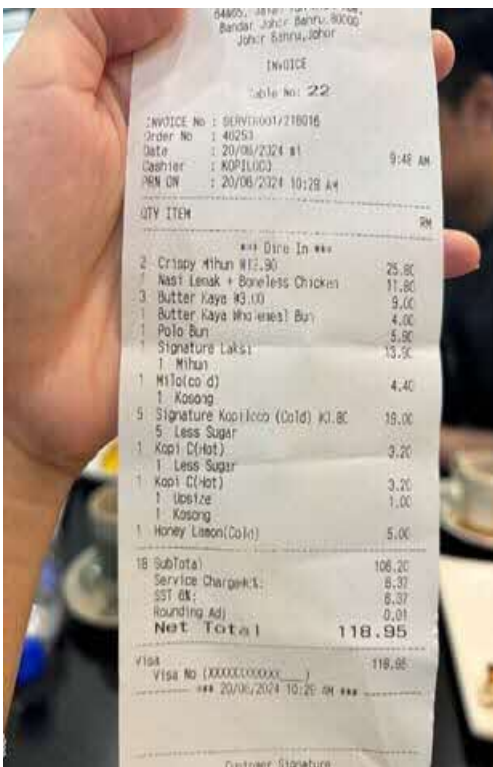 Jalan
Bandar Johor Bahru, 80000
Johor Bahru, Johor
INVOICE
Table No: 22
INVOICE No :
Order No : 40253
Date : 20/06/2024 #1 9:48 AM
Cashier :
PRN ON : 20/06/2024 10:29 AM
QTY ITEM RM
*** Dine In ***
2 Crispy Mihun @12.90 25.80
1 Nasi Lemak + Boneless Chicken 11.80
3 Butter Kaya @3.00 9.00
1 Butter Kaya Wholemeal Bun 4.00
1 Polo Bun 5.90
1 Signature Laksa 13.90
1 Mihun
1 Milo(cold) 4.40
1 Kosong
5 Signature Kopiloco (Cold) @3.80 19.00
5 Less Sugar
1 Kopi C(Hot) 3.20
1 Less Sugar
1 Kopi C(Hot) 3.20
1 Upsize 1.00
1 Kosong
1 Honey Lemon(Cold) 5.00
18 SubTotal 106.20
Service Charge 6.37
SST 6%: 6.37
Rounding Adj 0.01
Net Total 118.95
Visa 118.95
Visa No (XXXXXXXXXXXX____)
*** 20/06/2024 10:29 AM ***
Customer Signature